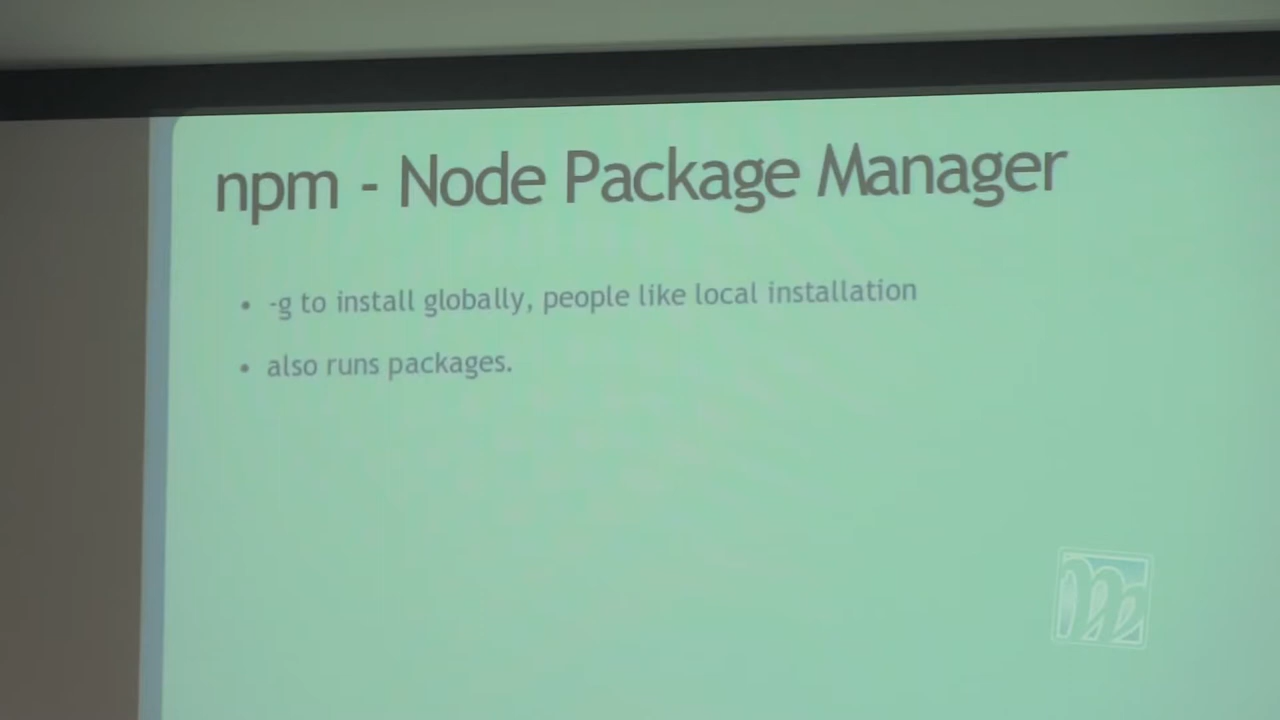 npm - Node Package Manager
• -g to install globally, people like local installation
• also runs packages.